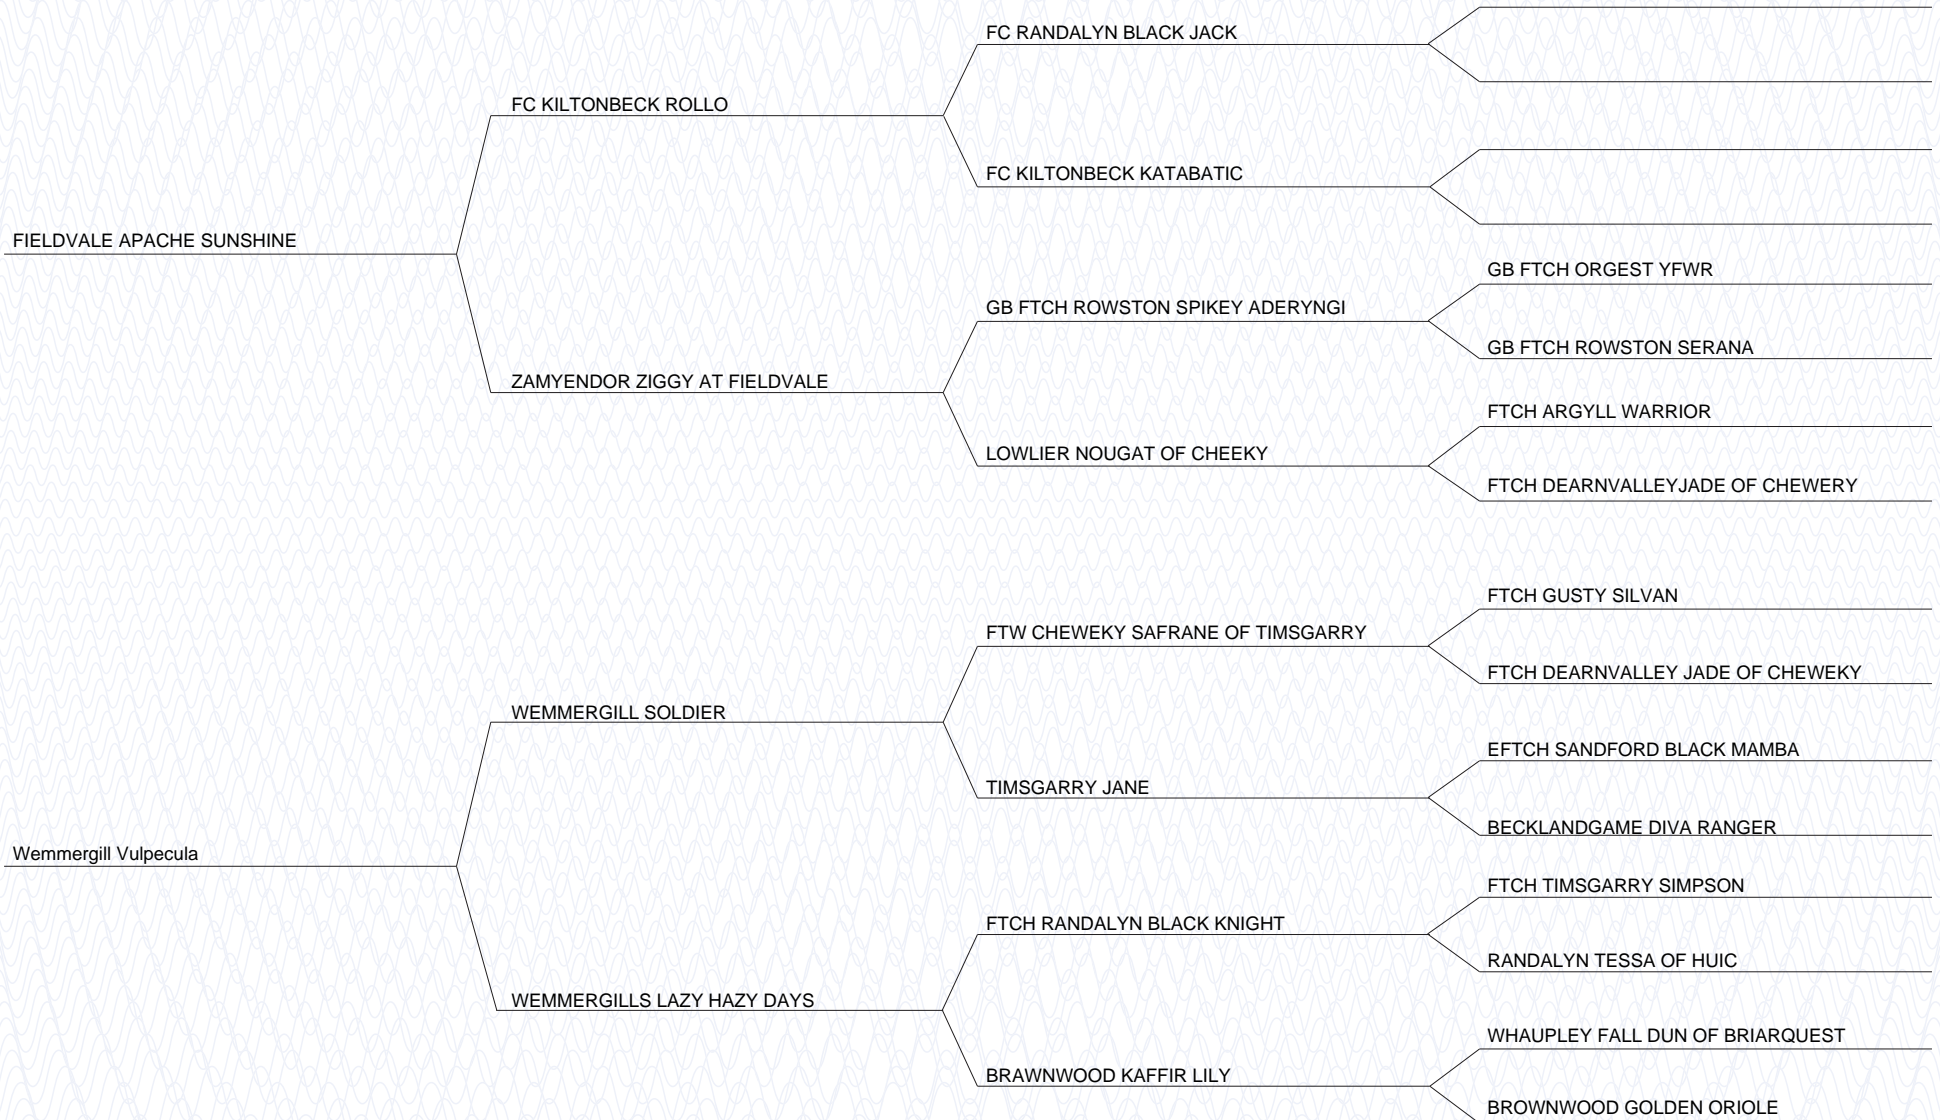 FIELDVALE APACHE SUNSHINE
FC KILTONBECK ROLLO
FC RANDALYN BLACK JACK
FC KILTONBECK KATABATIC
ZAMYENDOR ZIGGY AT FIELDVALE
GB FTCH ROWSTON SPIKEY ADERYNGI
GB FTCH ORGEST YFWR
GB FTCH ROWSTON SERANA
LOWLIER NOUGAT OF CHEEKY
FTCH ARGYLL WARRIOR
FTCH DEARNVALLEYJADE OF CHEWERY
Wemmergill Vulpecula
WEMMERGILL SOLDIER
FTW CHEWEKY SAFRANE OF TIMSGARRY
FTCH GUSTY SILVAN
FTCH DEARNVALLEY JADE OF CHEWEKY
TIMSGARRY JANE
EFTCH SANDFORD BLACK MAMBA
BECKLANDGAME DIVA RANGER
WEMMERGILLS LAZY HAZY DAYS
FTCH RANDALYN BLACK KNIGHT
FTCH TIMSGARRY SIMPSON
RANDALYN TESSA OF HUIC
BRAWNWOOD KAFFIR LILY
WHAUPLEY FALL DUN OF BRIARQUEST
BROWNWOOD GOLDEN ORIOLE